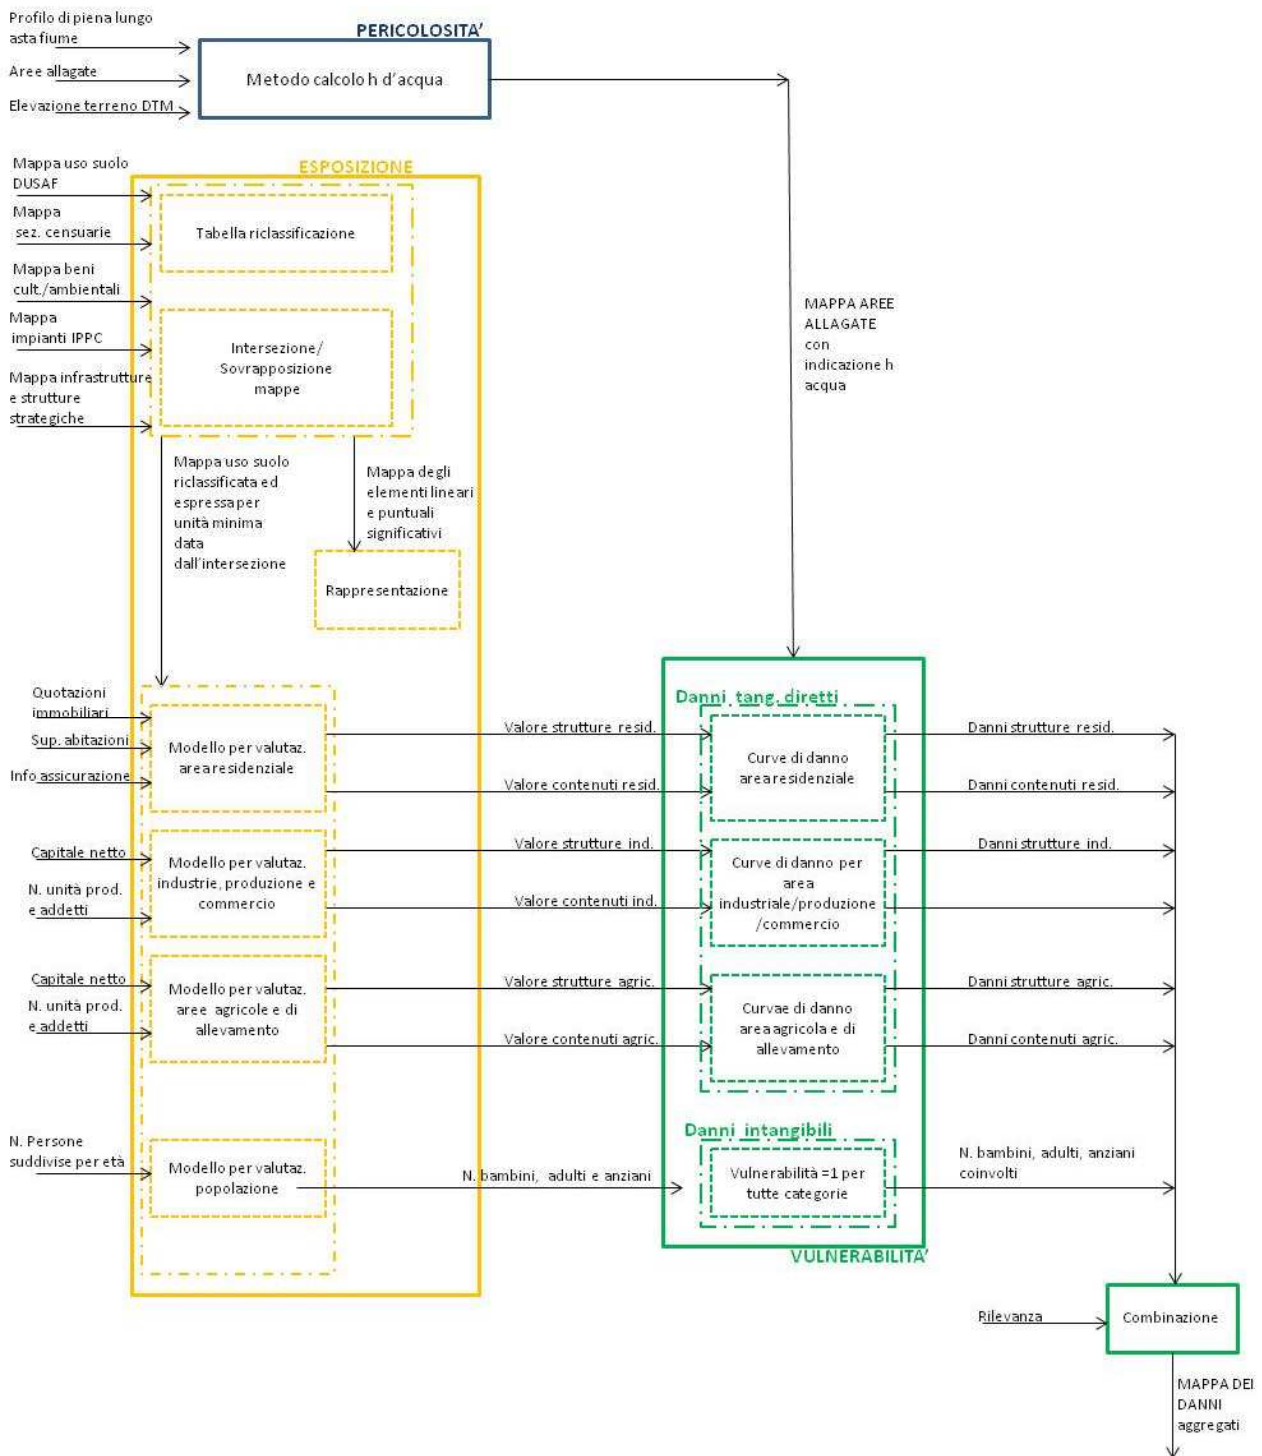 Profilo di piena lungo
asta fiume
Aree allagate
Elevazione terreno DTM
PERICOLOSITA’
Metodo calcolo h d’acqua
ESPOSIZIONE
Mappa uso suolo
DUSAF
Mappa
sez. censuarie
Mappa beni
cult./ambientali
Mappa
impianti IPPC
Mappa infrastrutture
e strutture
strategiche
Tabella riclassificazione
Intersezione/
Sovrapposizione
mappe
MAPPA AREE
ALLAGATE
con
indicazione h
acqua
Mappa uso suolo
riclassificata ed
espressa per
unità minima
data
dall’intersezione
Mappa degli
elementi lineari
e puntuali
significativi
Rappresentazione
Quotazioni
immobiliari
Sup. abitazioni
Info assicurazione
Modello per valutaz.
area residenziale
Valore strutture resid.
Valore contenuti resid.
Danni tang. diretti
Curve di danno
area residenziale
Danni strutture resid.
Danni contenuti resid.
Capitale netto
N. unità prod.
e addetti
Modello per valutaz.
industrie, produzione e
commercio
Valore strutture ind.
Valore contenuti ind.
Curve di danno per
area
industriale/produzione
/commercio
Danni strutture ind.
Capitale netto
N. unità prod.
e addetti
Modello per valutaz.
aree agricole e di
allevamento
Valore strutture agric.
Valore contenuti agric.
Curvae di danno
area agricola e di
allevamento
Danni strutture agric.
Danni contenuti agric.
N. Persone
suddivise per età
Modello per valutaz.
popolazione
N. bambini, adulti e anziani
Danni intangibili
Vulnerabilità =1 per
tutte categorie
N. bambini, adulti, anziani
coinvolti
VULNERABILITA’
Rilevanza
Combinazione
MAPPA DEI
DANNI
aggregati